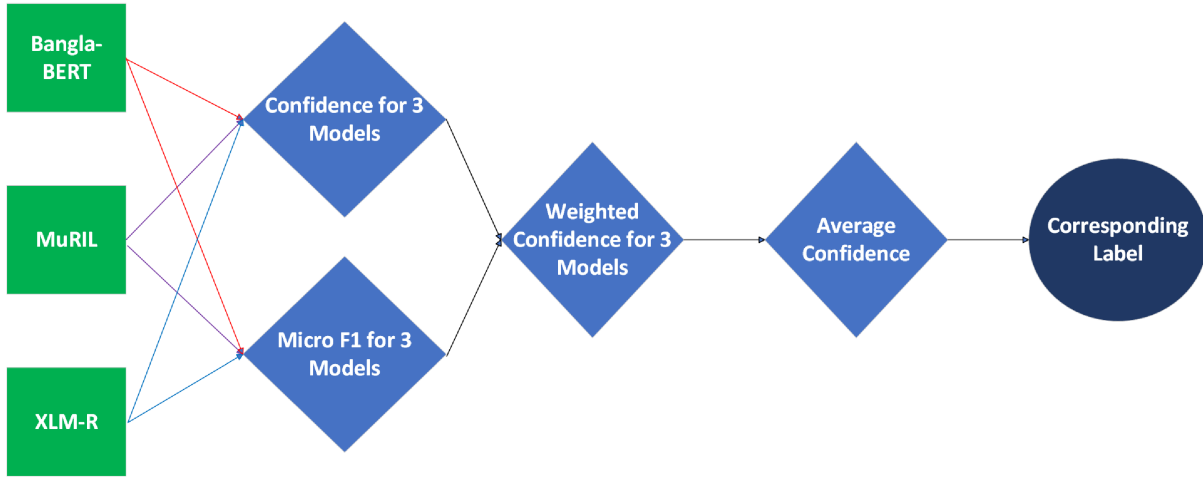 Bangla-
BERT
MuRIL
XLM-R
Confidence for 3
Models
Micro F1 for 3
Models
Weighted
Confidence for 3
Models
Average
Confidence
Corresponding
Label